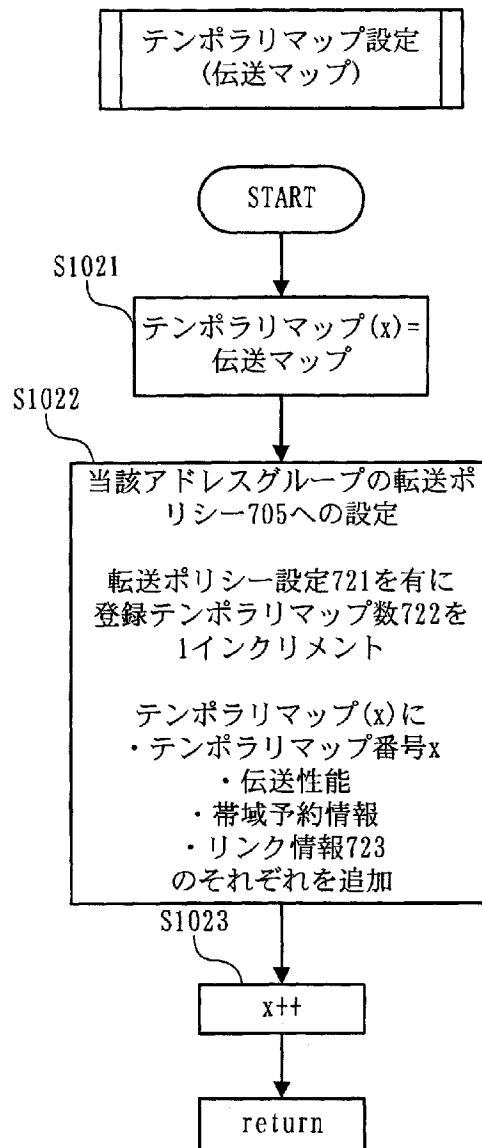 テンポラリマップ設定
(伝送マップ)
START
S1021
テンポラリマップ(x)=
伝送マップ
S1022
当該アドレスグループの転送ポ
リシー705への設定
転送ポリシー設定721を有に
登録テンポラリマップ数722を
1インクリメント
テンポラリマップ(x)に
・テンポラリマップ番号x
・伝送性能
・帯域予約情報
・リンク情報723
のそれぞれを追加
S1023
x++
return